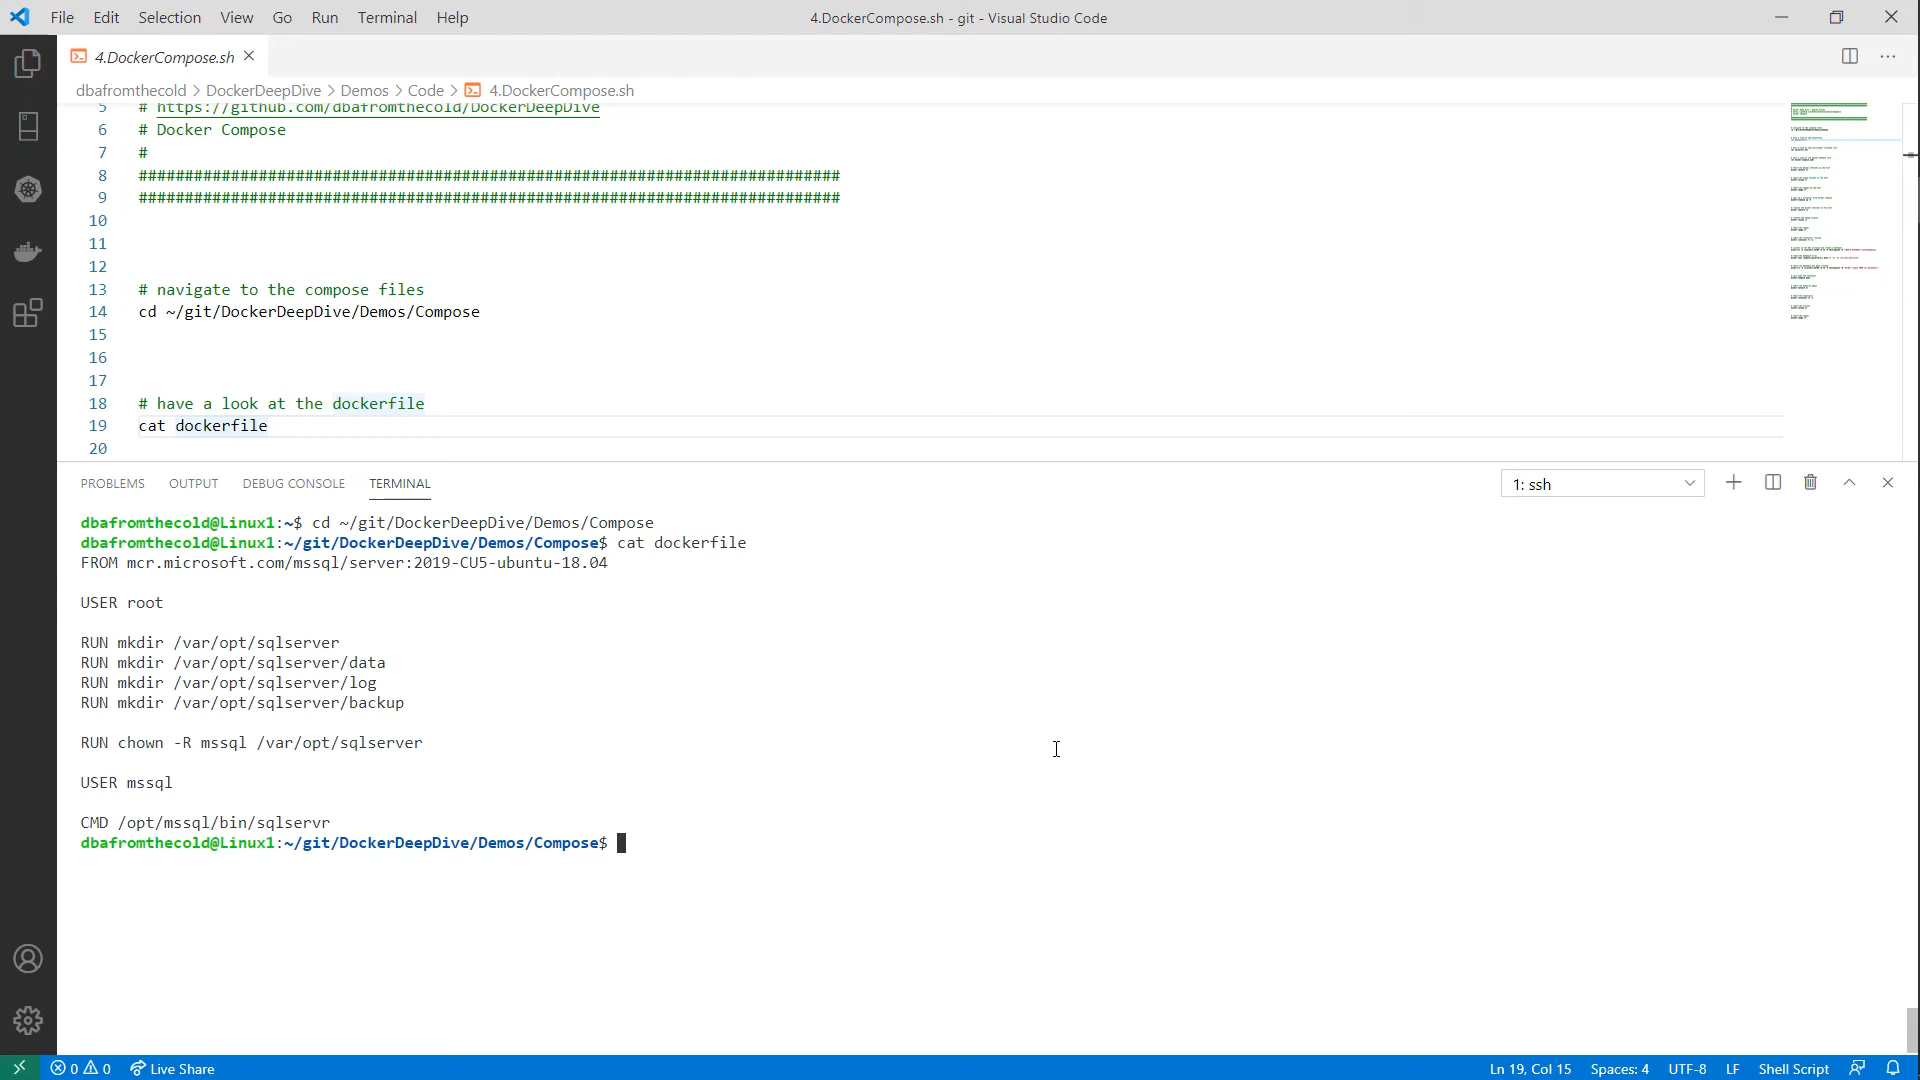 File Edit Selection View Go Run Terminal Help
4.DockerCompose.sh - git - Visual Studio Code
4.DockerCompose.sh
dbafromthecold > DockerDeepDive > Demos > Code > 4.DockerCompose.sh
5 # https://github.com/dbafromthecold/DockerDeepDive
6 # Docker Compose
7 #
8 ############################################################################
9 ############################################################################
10
11
12
13 # navigate to the compose files
14 cd ~/git/DockerDeepDive/Demos/Compose
15
16
17
18 # have a look at the dockerfile
19 cat dockerfile
20
PROBLEMS OUTPUT DEBUG CONSOLE TERMINAL
1: ssh
dbafromthecold@Linux1:~$ cd ~/git/DockerDeepDive/Demos/Compose
dbafromthecold@Linux1:~/git/DockerDeepDive/Demos/Compose$ cat dockerfile
FROM mcr.microsoft.com/mssql/server:2019-CU5-ubuntu-18.04
USER root
RUN mkdir /var/opt/sqlserver
RUN mkdir /var/opt/sqlserver/data
RUN mkdir /var/opt/sqlserver/log
RUN mkdir /var/opt/sqlserver/backup
RUN chown -R mssql /var/opt/sqlserver
USER mssql
CMD /opt/mssql/bin/sqlservr
dbafromthecold@Linux1:~/git/DockerDeepDive/Demos/Compose$
0 0 Live Share
Ln 19, Col 15 Spaces: 4 UTF-8 LF Shell Script